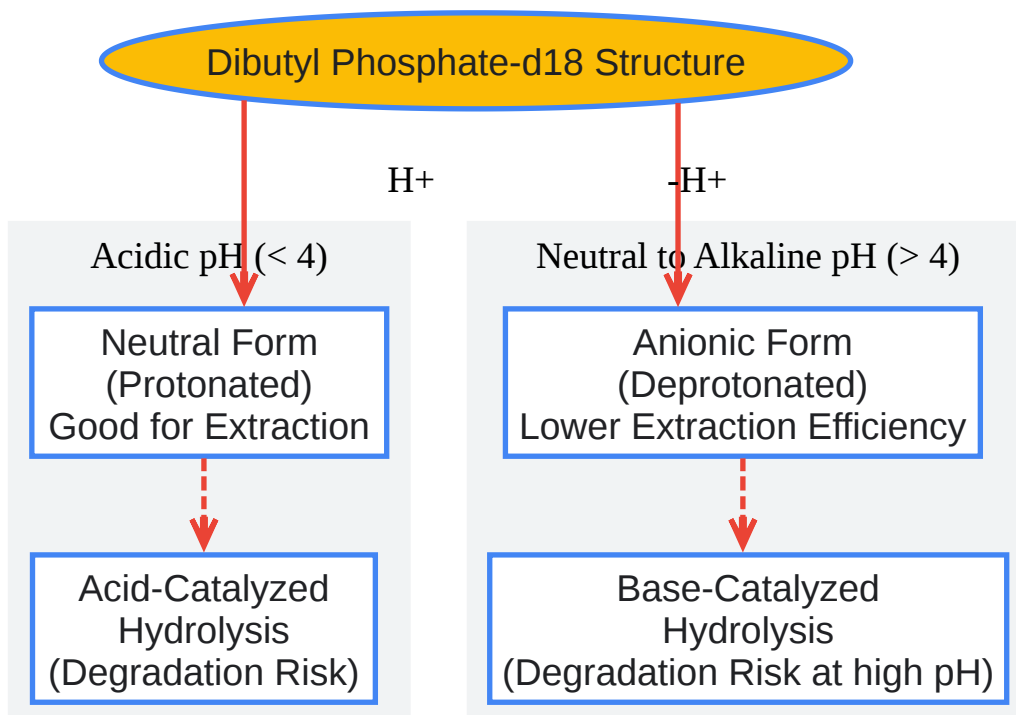 Dibutyl Phosphate-d18 Structure
H+
-H+
Acidic pH (< 4)
Neutral to Alkaline pH (> 4)
Neutral Form
(Protonated)
Good for Extraction
Anionic Form
(Deprotonated)
Lower Extraction Efficiency
Acid-Catalyzed
Hydrolysis
(Degradation Risk)
Base-Catalyzed
Hydrolysis
(Degradation Risk at high pH)